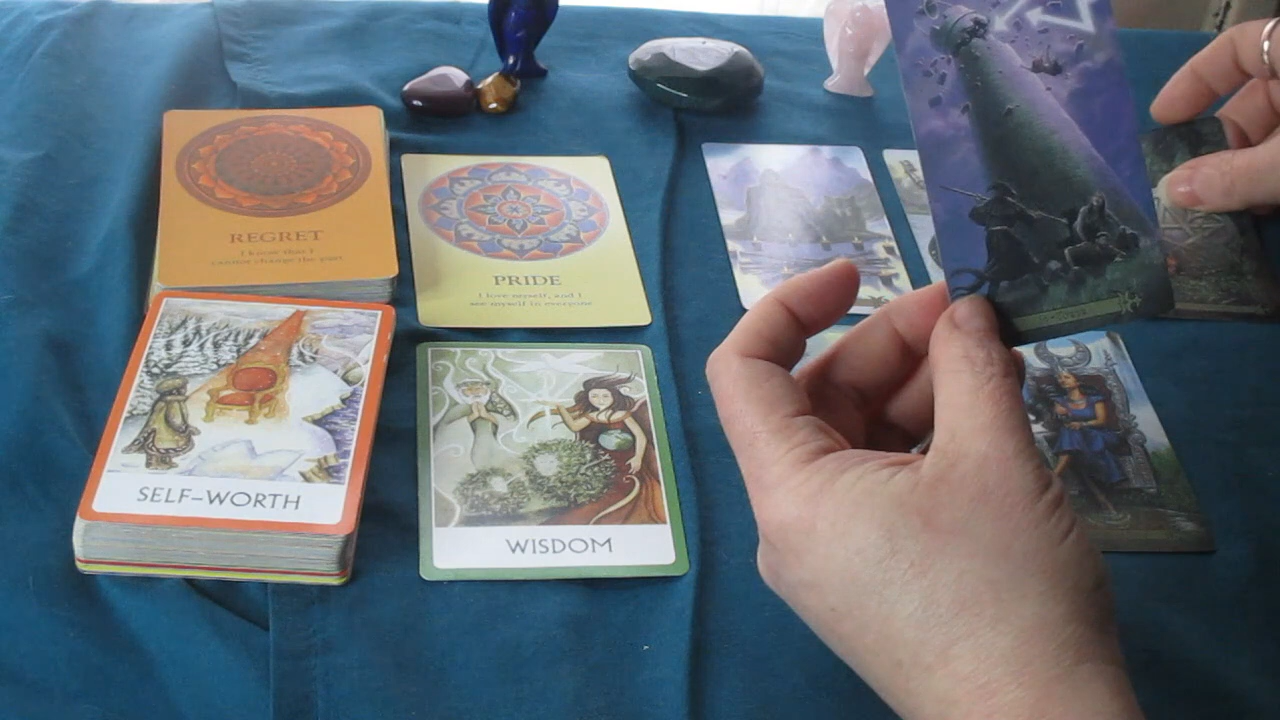 REGRET
I know that I
cannot change the past
PRIDE
I love myself, and I
see myself in everyone
SELF-WORTH
WISDOM